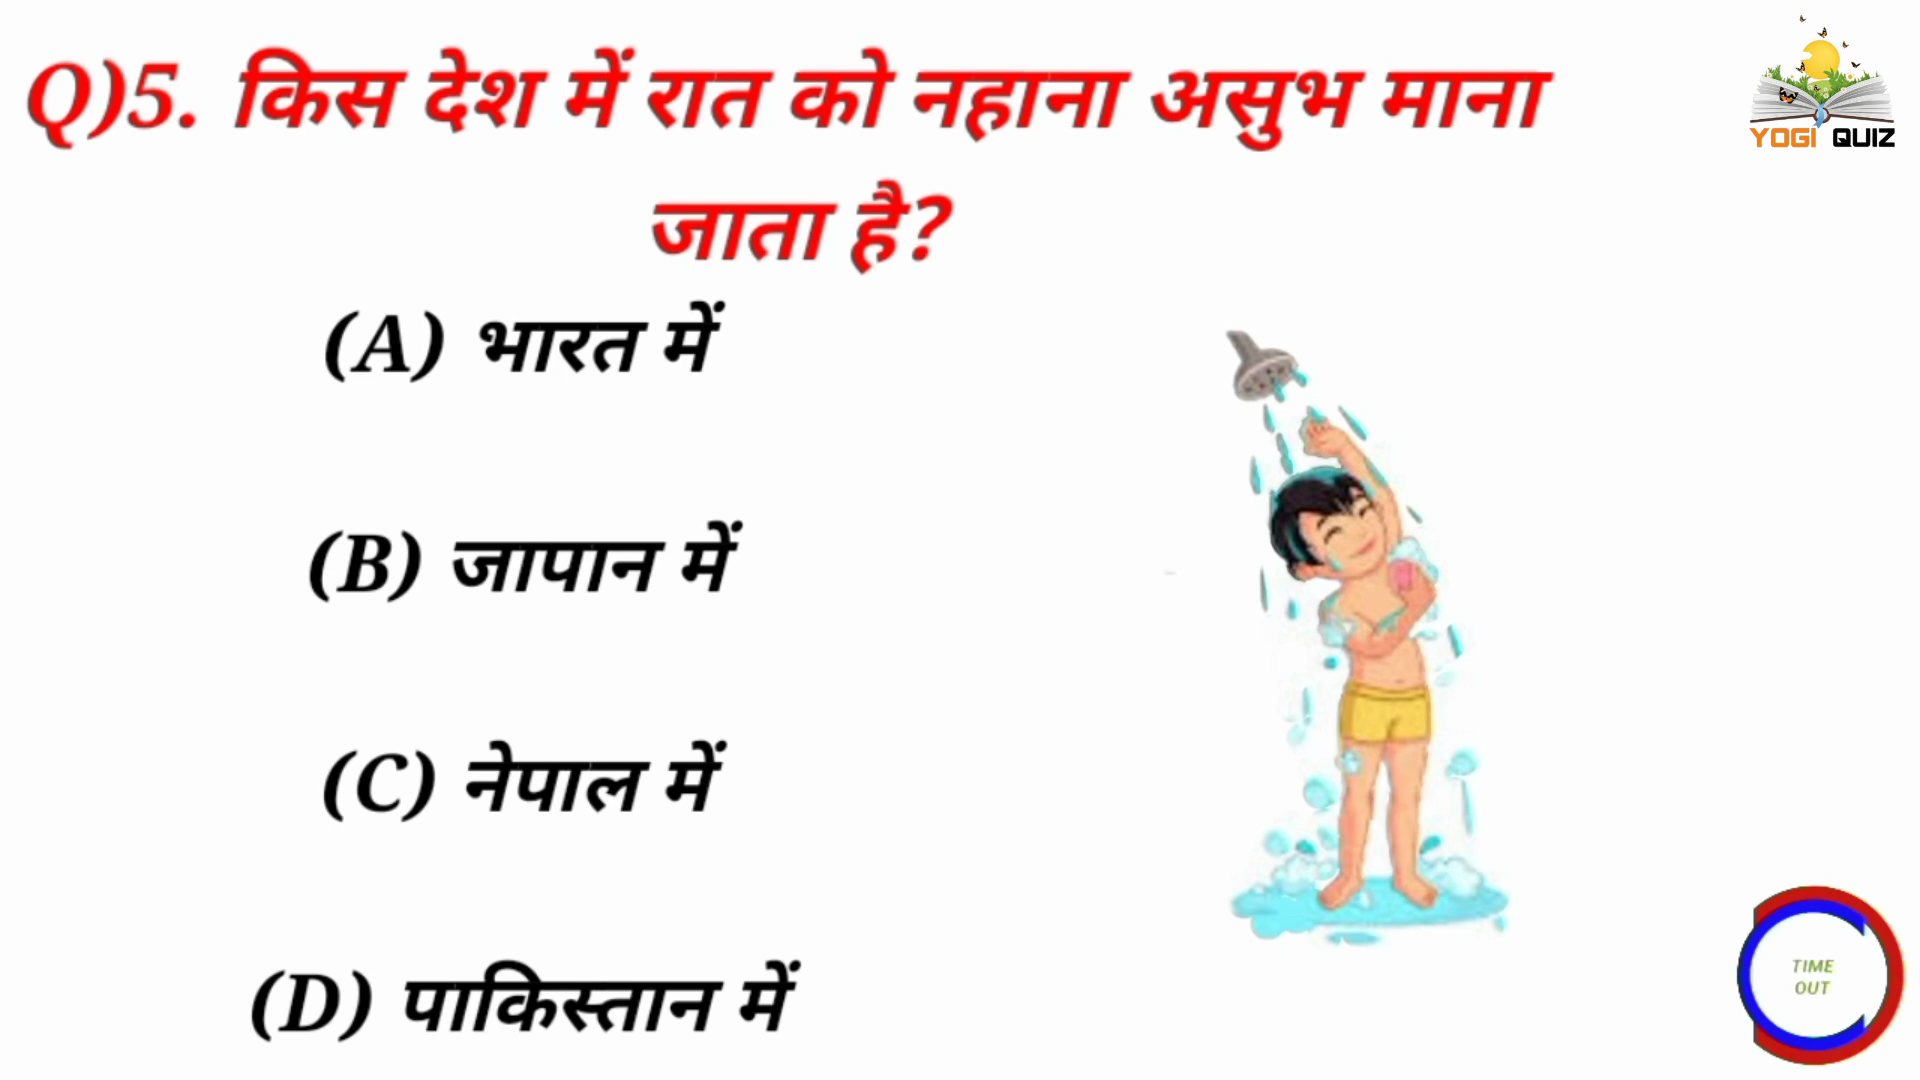 Q)5. किस देश में रात को नहाना असुभ माना
जाता है?
YOGI QUIZ
(A) भारत में
(B) जापान में
(C) नेपाल में
(D) पाकिस्तान में
TIME
OUT